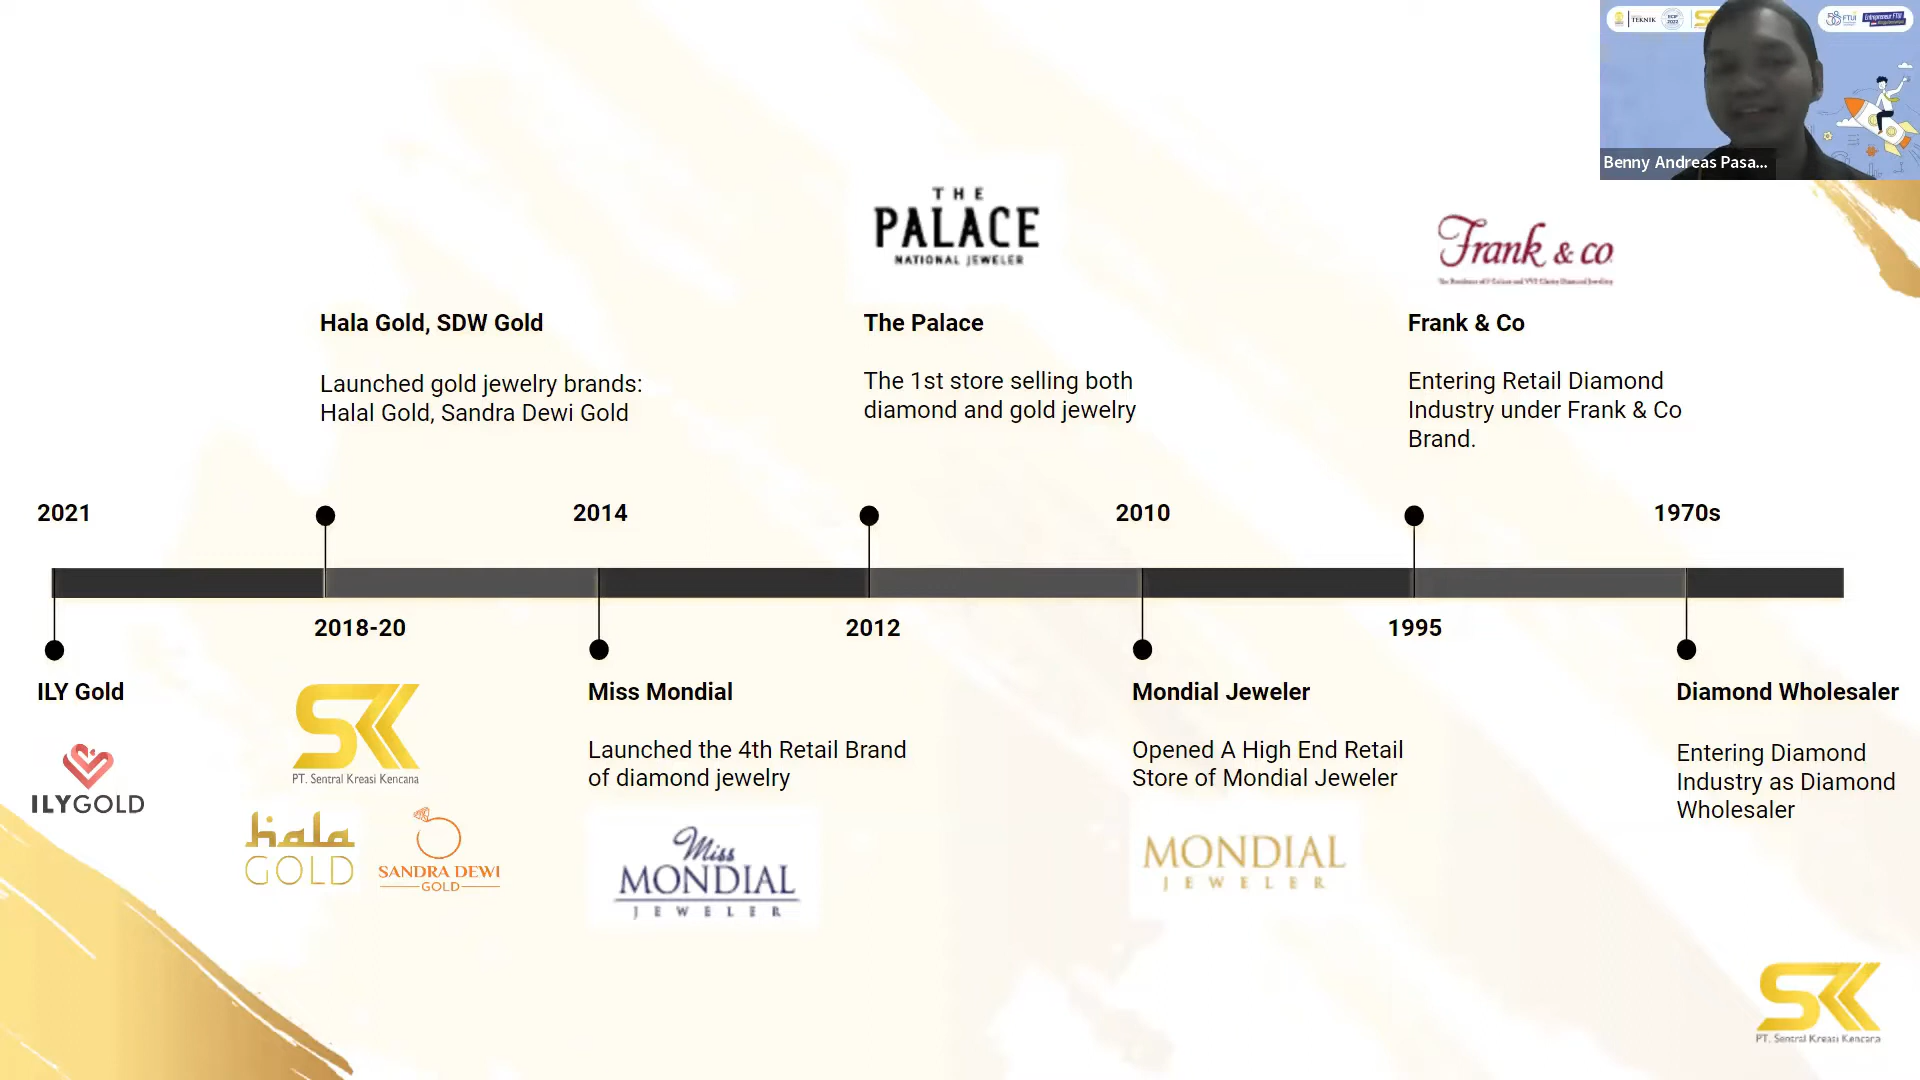 TEKNIK
FTUI
Entrepreneur FTUI
Benny Andreas Pasa...
THE
PALACE
NATIONAL JEWELER
Frank & co
Hala Gold, SDW Gold
Launched gold jewelry brands:
Halal Gold, Sandra Dewi Gold
The Palace
The 1st store selling both
diamond and gold jewelry
Frank & Co
Entering Retail Diamond
Industry under Frank & Co
Brand.
2021
2014
2010
1970s
2018-20
2012
1995
ILY Gold
ILYGOLD
SK
PT. Sentral Kreasi Kencana
hala
GOLD
SANDRA DEWI
GOLD
Miss Mondial
Launched the 4th Retail Brand
of diamond jewelry
Miss
MONDIAL
JEWELER
Mondial Jeweler
Opened A High End Retail
Store of Mondial Jeweler
MONDIAL
JEWELER
Diamond Wholesaler
Entering Diamond
Industry as Diamond
Wholesaler
SK
PT. Sentral Kreasi Kencana